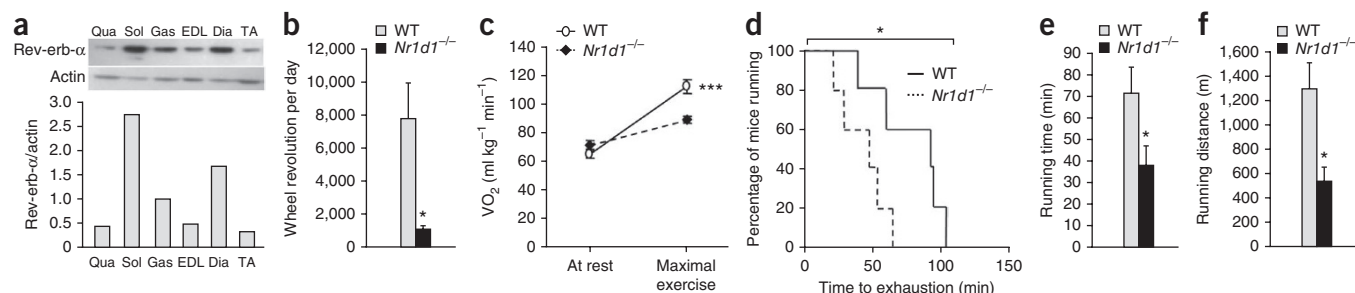 a
Qua Sol Gas EDL Dia TA
Rev-erb-α
Actin
Rev-erb-α/actin
3.0
2.5
2.0
1.5
1.0
0.5
0
Qua Sol Gas EDL Dia TA
b
WT
Nr1d1–/–
Wheel revolution per day
12,000
10,000
8,000
6,000
4,000
2,000
0
*
c
WT
Nr1d1–/–
VO2 (ml kg–1 min–1)
140
120
100
80
60
40
20
0
***
At rest
Maximal exercise
d
*
WT
Nr1d1–/–
Percentage of mice running
100
80
60
40
20
0
0 50 100 150
Time to exhaustion (min)
e
WT
Nr1d1–/–
Running time (min)
90
80
70
60
50
40
30
20
10
0
*
f
WT
Nr1d1–/–
Running distance (m)
1,600
1,400
1,200
1,000
800
600
400
200
0
*